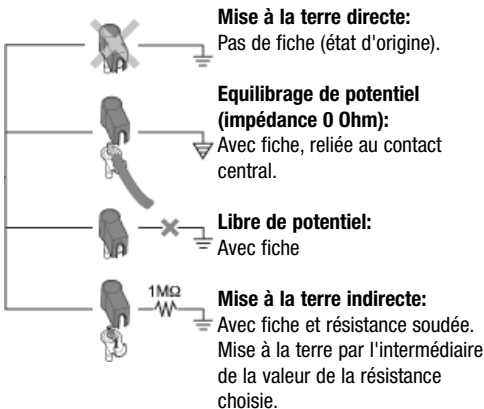 Mise à la terre directe:
Pas de fiche (état d'origine).
Equilibrage de potentiel
(impédance 0 Ohm):
Avec fiche, reliée au contact
central.
Libre de potentiel:
Avec fiche
1MΩ
Mise à la terre indirecte:
Avec fiche et résistance soudée.
Mise à la terre par l'intermédiaire
de la valeur de la résistance
choisie.